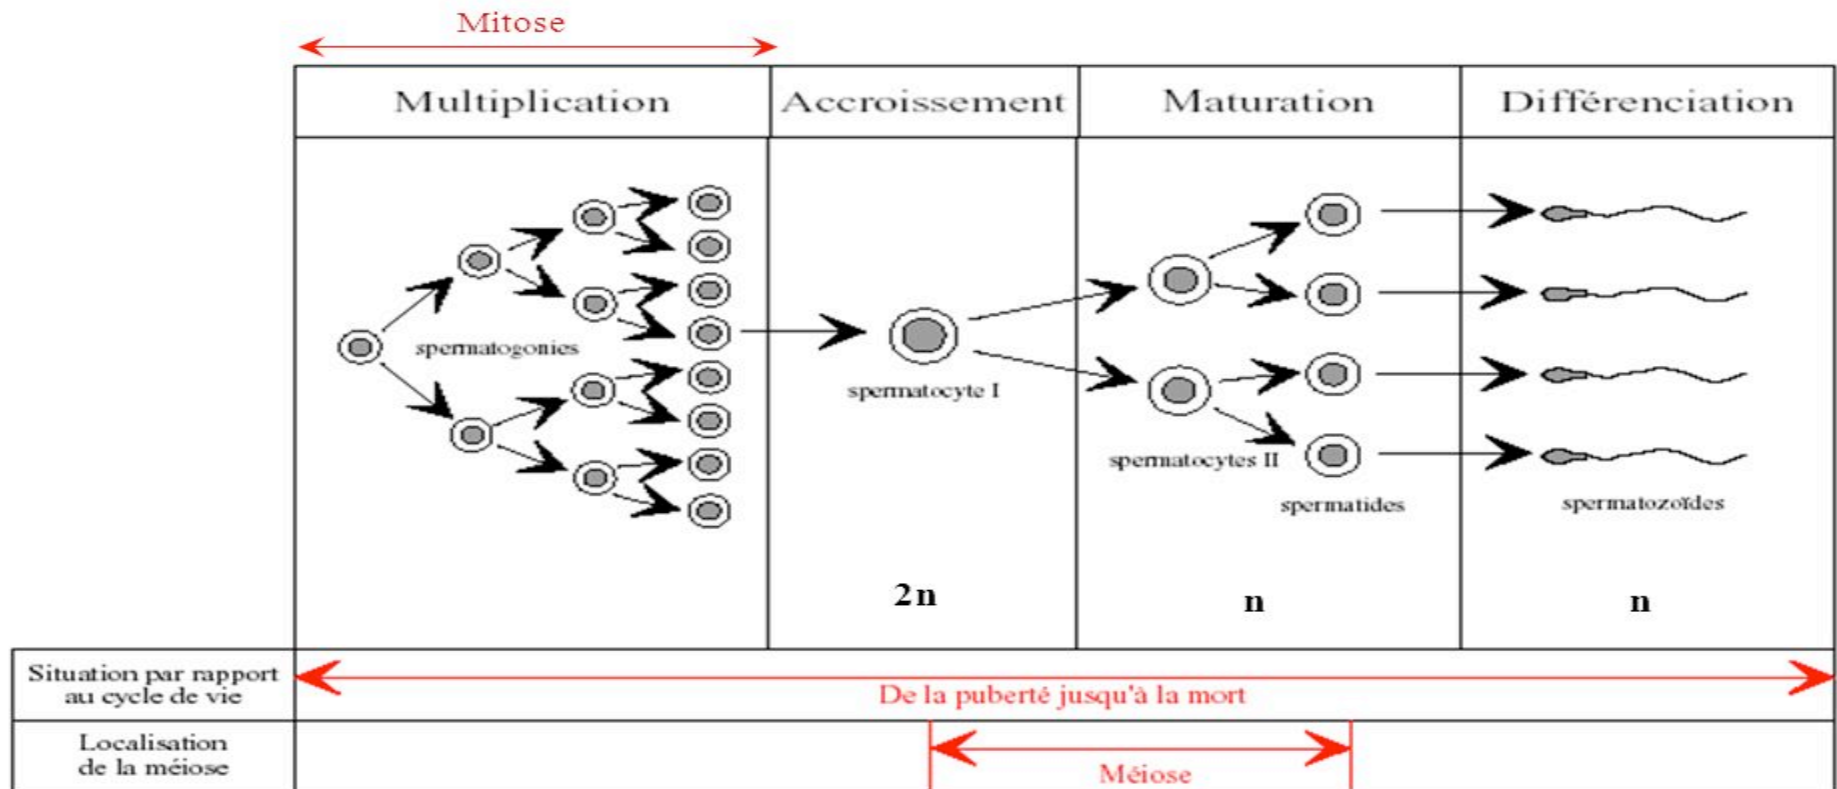 Mitose
Multiplication
Accroissement
Maturation
Différenciation
spermatogonies
spermatocyte I
spermatocytes II
spermatides
spermatozoïdes
2n
n
n
Situation par rapport
au cycle de vie
De la puberté jusqu'à la mort
Localisation
de la méiose
Méiose